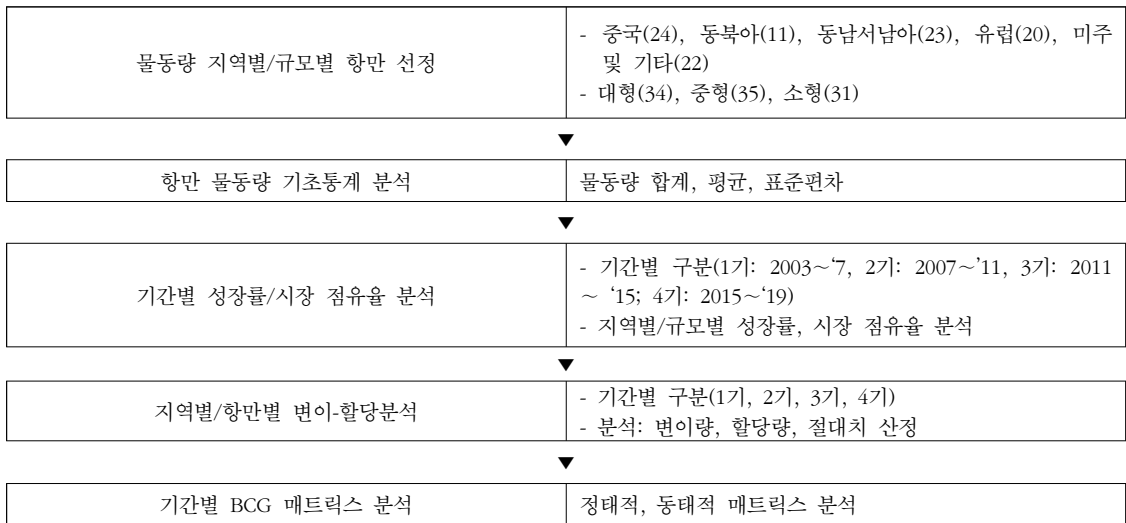 물동량 지역별/규모별 항만 선정
- 중국(24), 동북아(11), 동남서남아(23), 유럽(20), 미주
및 기타(22)
- 대형(34), 중형(35), 소형(31)
▼
항만 물동량 기초통계 분석
물동량 합계, 평균, 표준편차
▼
기간별 성장률/시장 점유율 분석
- 기간별 구분(1기: 2003~‘7, 2기: 2007~’11, 3기: 2011
~ ‘15; 4기: 2015~‘19)
- 지역별/규모별 성장률, 시장 점유율 분석
▼
지역별/항만별 변이-할당분석
- 기간별 구분(1기, 2기, 3기, 4기)
- 분석: 변이량, 할당량, 절대치 산정
▼
기간별 BCG 매트릭스 분석
정태적, 동태적 매트릭스 분석